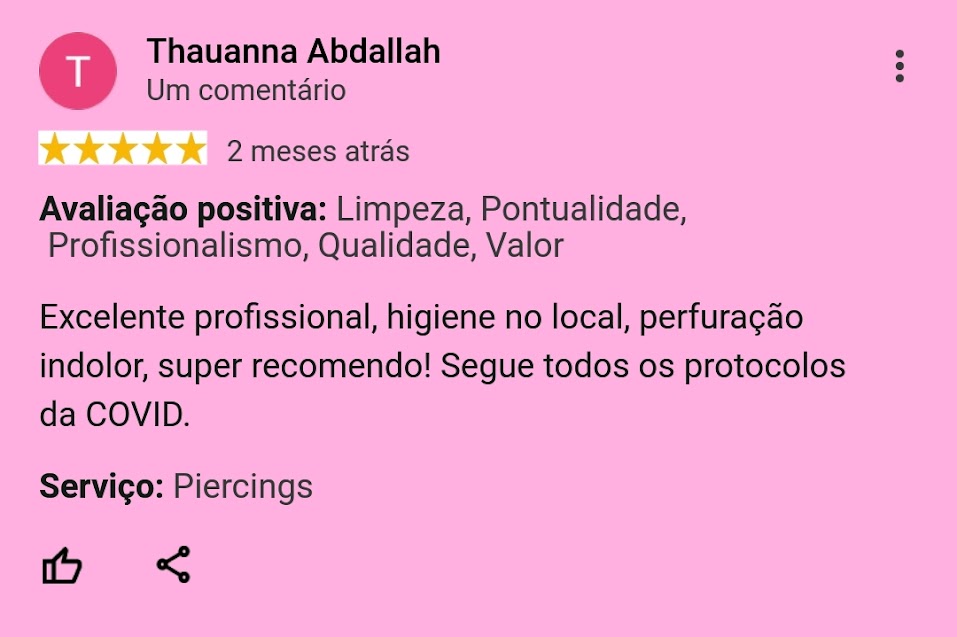 T
Thauanna Abdallah
Um comentário
2 meses atrás
Avaliação positiva: Limpeza, Pontualidade,
Profissionalismo, Qualidade, Valor
Excelente profissional, higiene no local, perfuração
indolor, super recomendo! Segue todos os protocolos
da COVID.
Serviço: Piercings